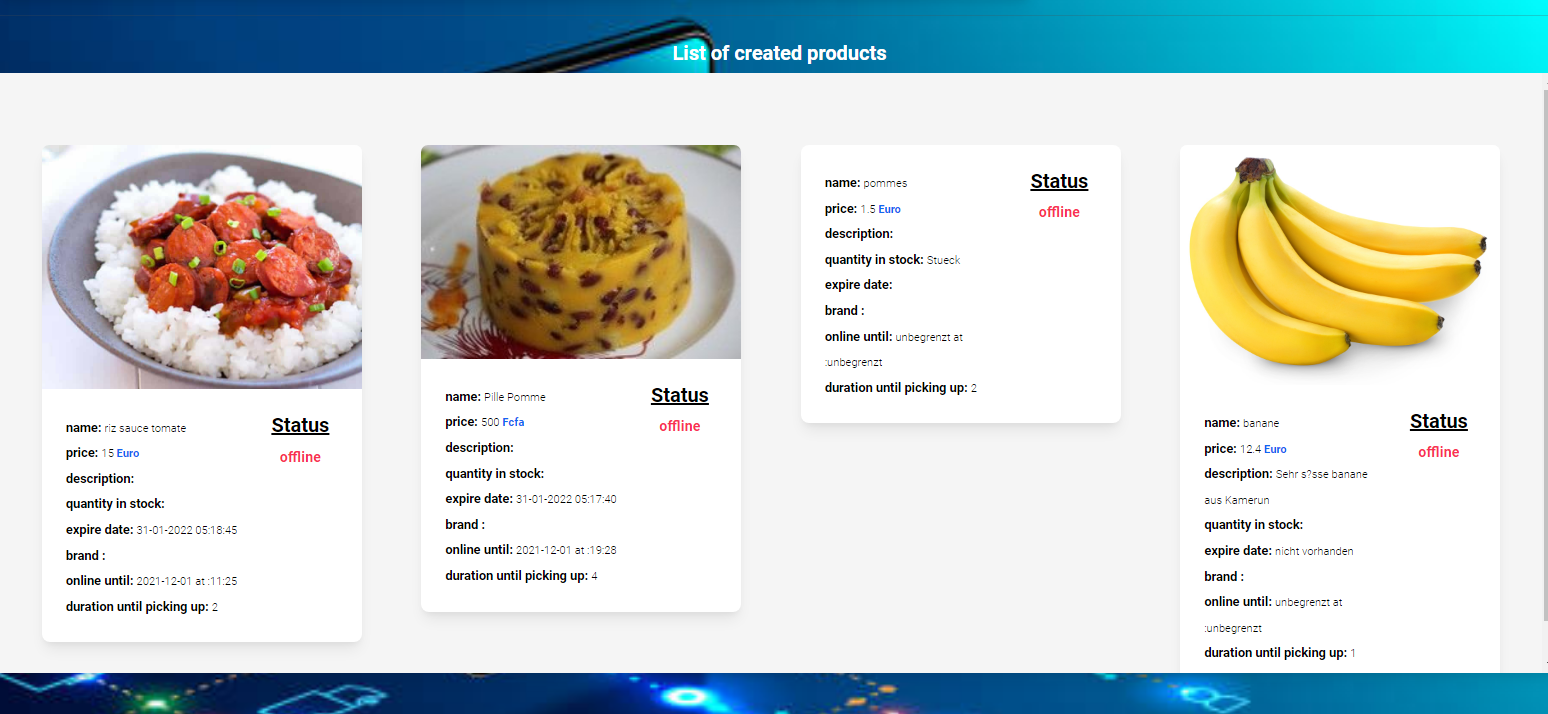 List of created products
name: riz sauce tomate
Status
price: 15 Euro
offline
description:
quantity in stock:
expire date: 31-01-2022 05:18:45
brand :
online until: 2021-12-01 at :11:25
duration until picking up: 2
name: Pille Pomme
Status
price: 500 Fcfa
offline
description:
quantity in stock:
expire date: 31-01-2022 05:17:40
brand :
online until: 2021-12-01 at :19:28
duration until picking up: 4
name: pommes
Status
price: 1.5 Euro
offline
description:
quantity in stock: Stueck
expire date:
brand :
online until: unbegrenzt at
:unbegrenzt
duration until picking up: 2
name: banane
Status
price: 12.4 Euro
offline
description: Sehr s?sse banane
aus Kamerun
quantity in stock:
expire date: nicht vorhanden
brand :
online until: unbegrenzt at
:unbegrenzt
duration until picking up: 1